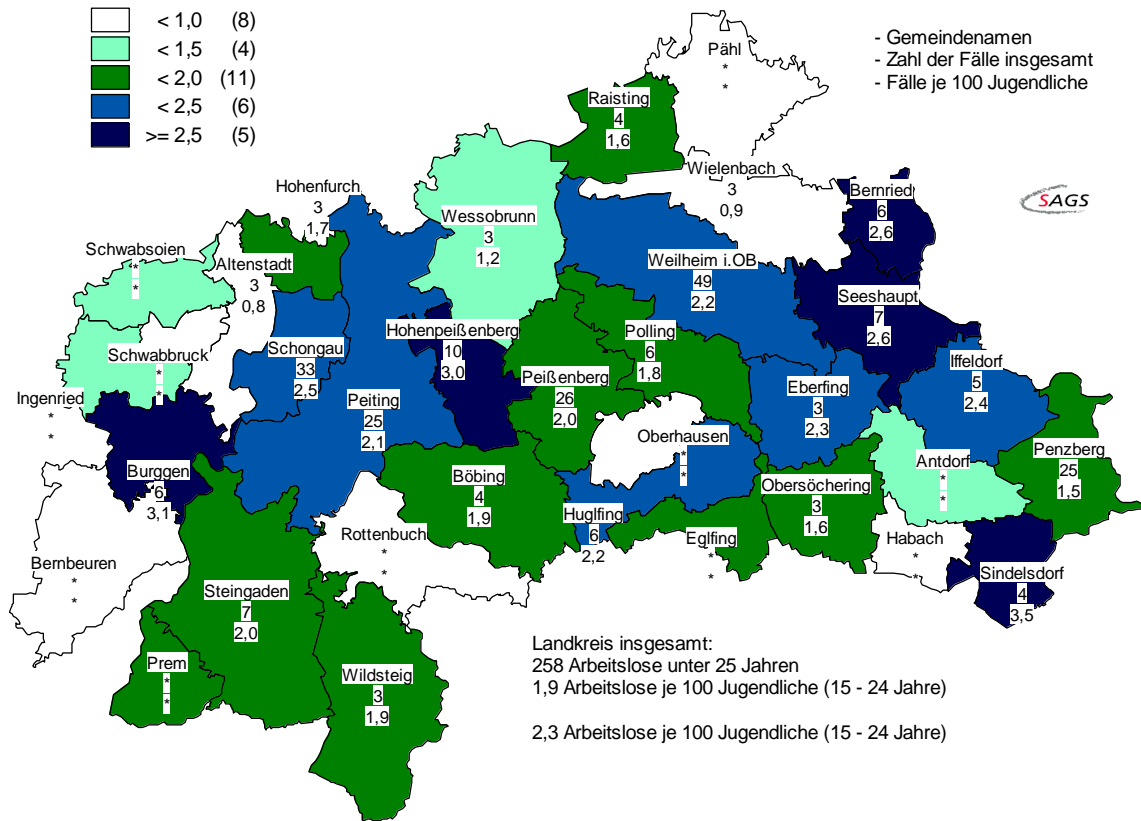 < 1,0 (8)
< 1,5 (4)
< 2,0 (11)
< 2,5 (6)
>= 2,5 (5)
- Gemeindenamen
- Zahl der Fälle insgesamt
- Fälle je 100 Jugendliche
SAGS
Pähl
*
*
Raisting
4
1,6
Wielenbach
3
0,9
Bernried
6
2,6
Hohenfurch
3
1,7
Wessobrunn
3
1,2
Schwabsoien
*
*
Altenstadt
3
0,8
Weilheim i.OB
49
2,2
Seeshaupt
7
2,6
Hohenpeißenberg
10
3,0
Polling
6
1,8
Schwabbruck
*
*
Schongau
33
2,5
Iffeldorf
5
2,4
Peißenberg
26
2,0
Eberfing
3
2,3
Ingenried
*
*
Peiting
25
2,1
Oberhausen
*
*
Burggen
6
3,1
Böbing
4
1,9
Antdorf
*
*
Penzberg
25
1,5
Obersöchering
3
1,6
Huglfing
6
2,2
Rottenbuch
*
*
Eglfing
*
*
Habach
*
*
Bernbeuren
*
*
Steingaden
7
2,0
Sindelsdorf
4
3,5
Prem
*
*
Wildsteig
3
1,9
Landkreis insgesamt:
258 Arbeitslose unter 25 Jahren
1,9 Arbeitslose je 100 Jugendliche (15 - 24 Jahre)
2,3 Arbeitslose je 100 Jugendliche (15 - 24 Jahre)